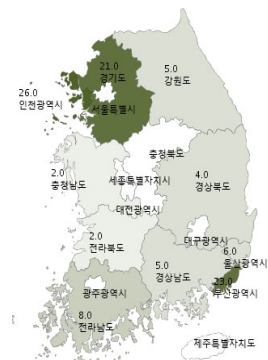 21.0
경기도
5.0
강원도
26.0
인천광역시
서울특별시
충청북도
2.0
충청남도
세종특별자치시
4.0
경상북도
대전광역시
2.0
전라북도
대구광역시
6.0
울산광역시
5.0
경상남도
23.0
부산광역시
광주광역시
8.0
전라남도
제주특별자치도